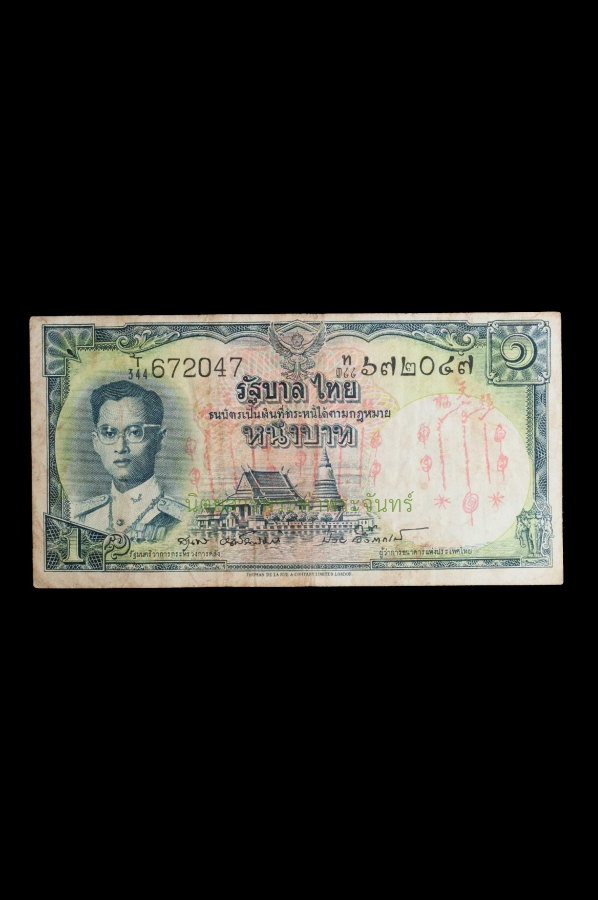 T/344 672047
ท/๓๔๔ ๖๗๒๐๔๗
๑
รัฐบาลไทย
ธนบัตรเป็นเงินที่ชำระหนี้ได้ตามกฎหมาย
หนึ่งบาท
1
รัฐมนตรีว่าการกระทรวงการคลัง
ผู้ว่าการธนาคารแห่งประเทศไทย
THOMAS DE LA RUE & COMPANY, LIMITED, LONDON.